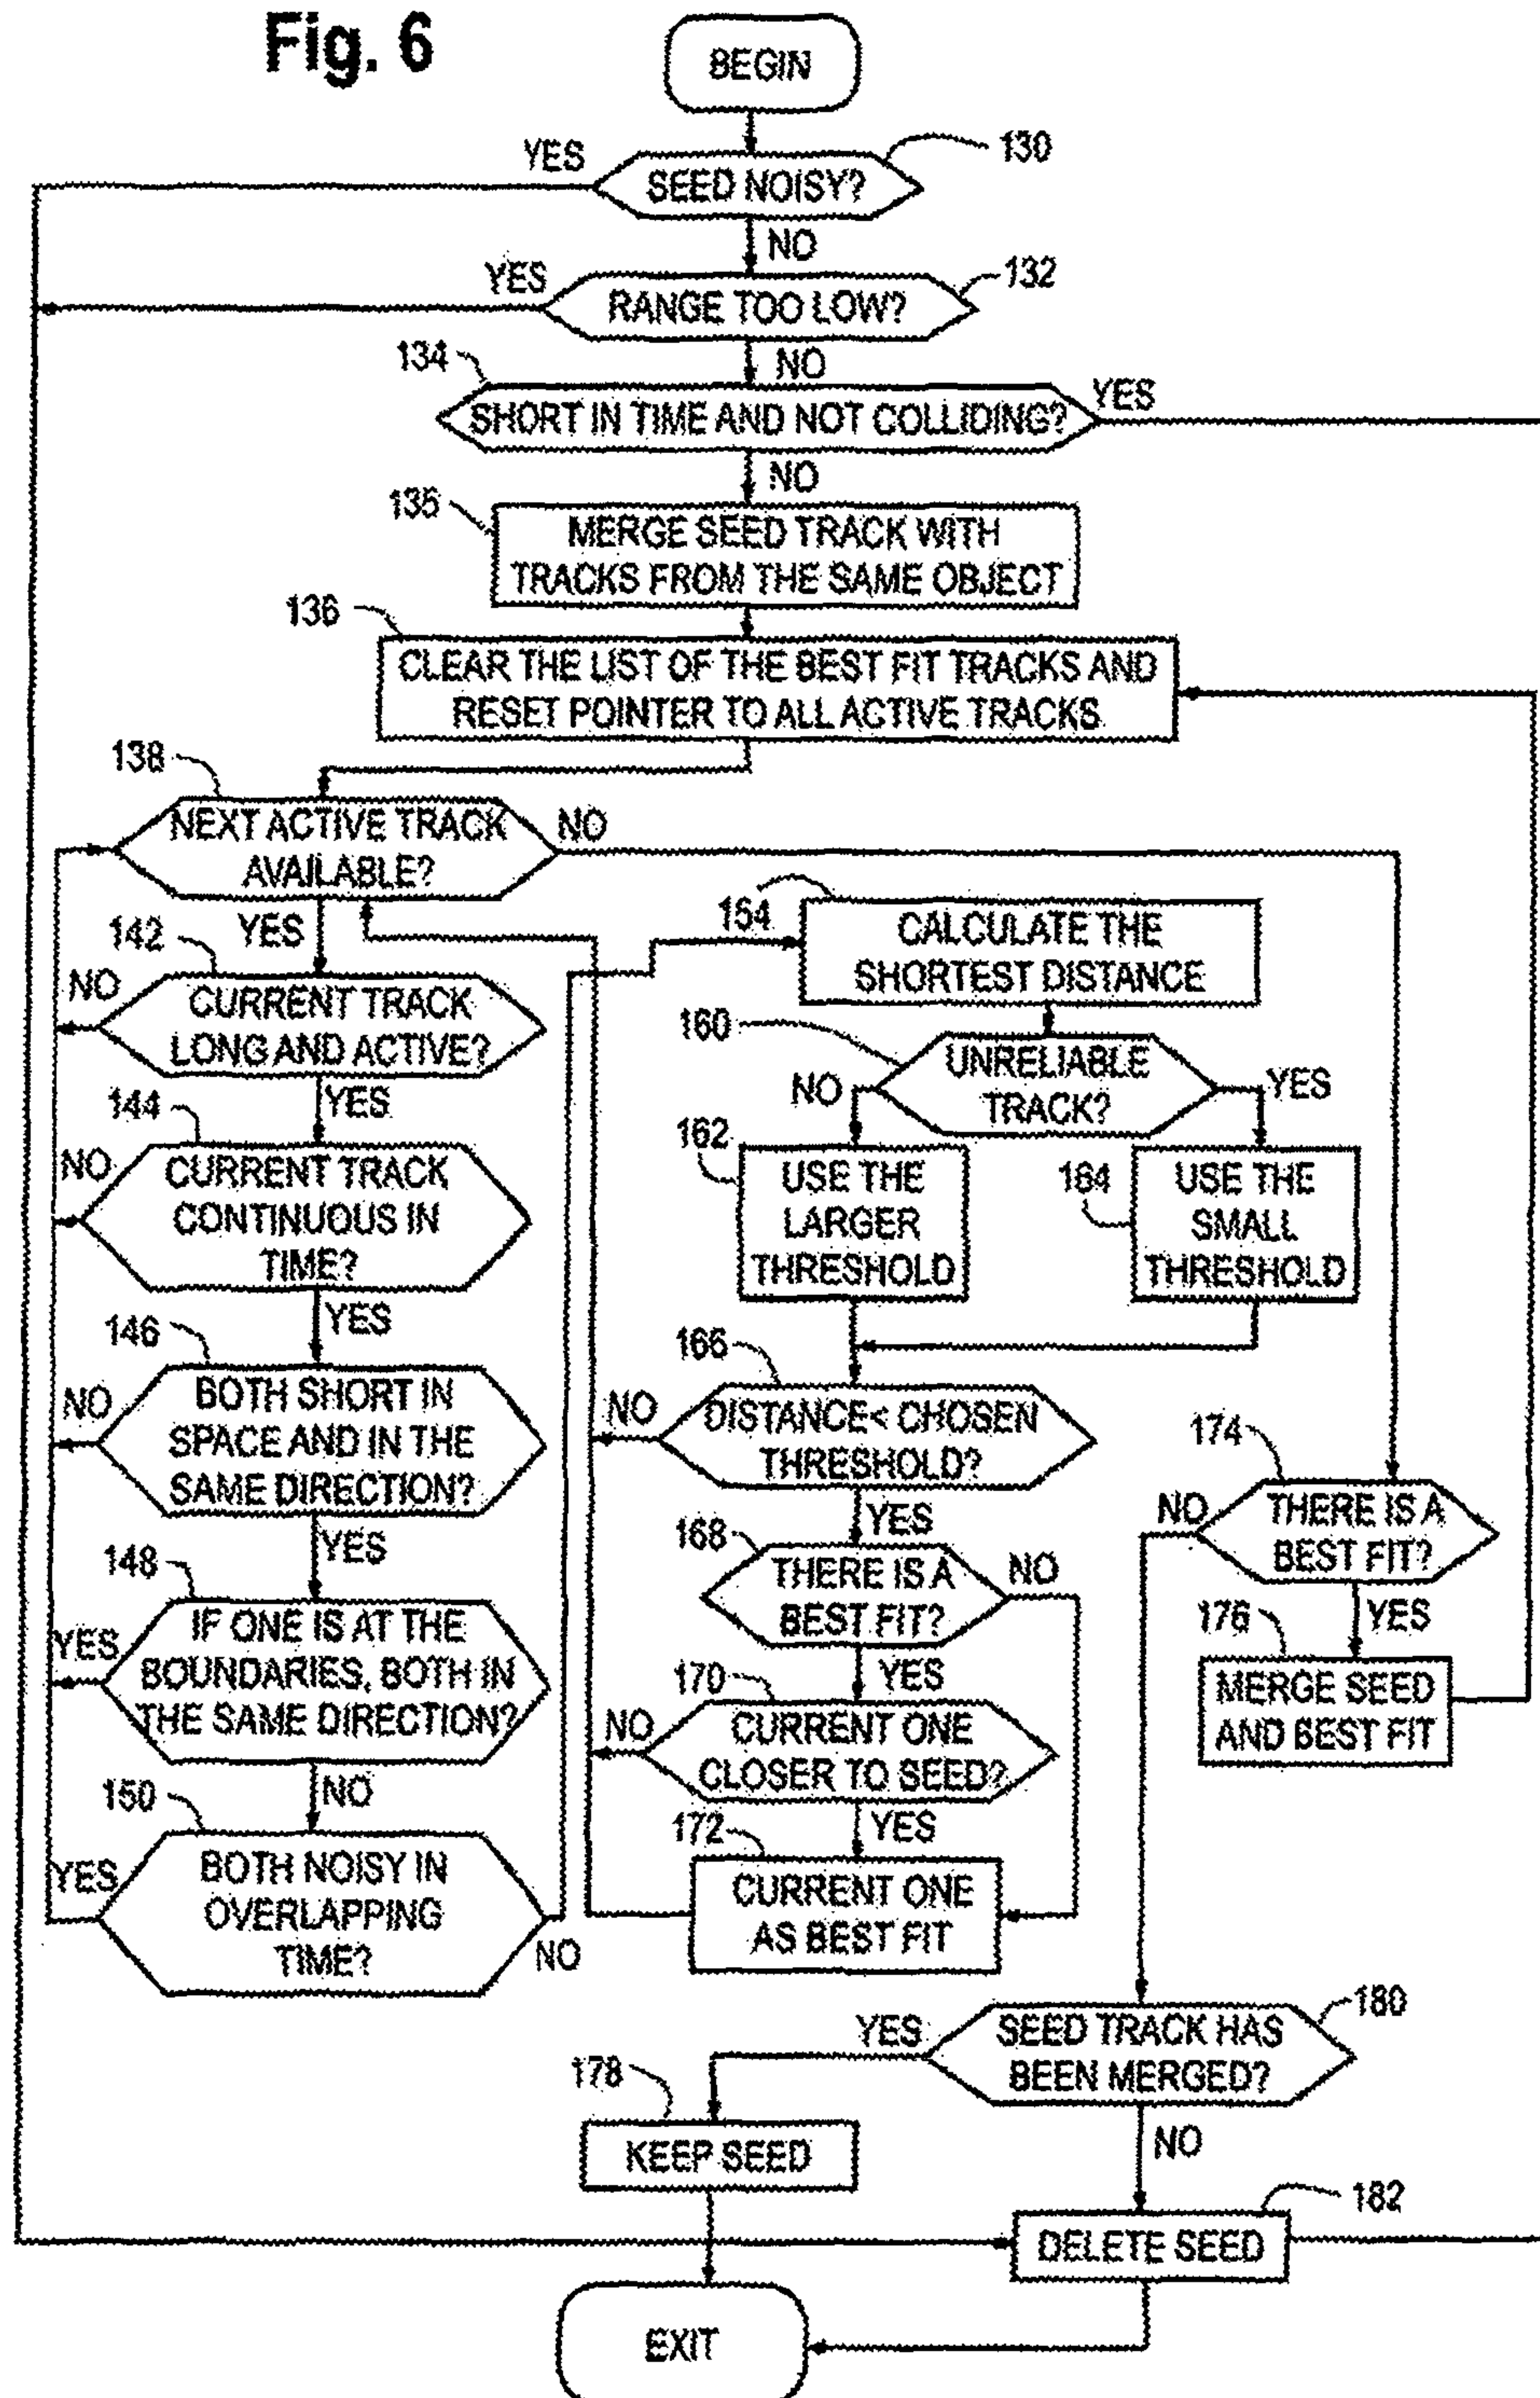 Fig. 6
BEGIN
YES
130
SEED NOISY?
NO
YES
132
RANGE TOO LOW?
134
NO
YES
SHORT IN TIME AND NOT COLLIDING?
NO
135
MERGE SEED TRACK WITH
TRACKS FROM THE SAME OBJECT
136
CLEAR THE LIST OF THE BEST FIT TRACKS AND
RESET POINTER TO ALL ACTIVE TRACKS
138
NEXT ACTIVE TRACK
AVAILABLE?
NO
YES
142
NO
CURRENT TRACK
LONG AND ACTIVE?
YES
144
NO
CURRENT TRACK
CONTINUOUS IN
TIME?
YES
146
NO
BOTH SHORT IN
SPACE AND IN THE
SAME DIRECTION?
YES
148
YES
IF ONE IS AT THE
BOUNDARIES, BOTH IN
THE SAME DIRECTION?
NO
150
YES
BOTH NOISY IN
OVERLAPPING
TIME?
NO
154
CALCULATE THE
SHORTEST DISTANCE
160
UNRELIABLE
TRACK?
NO
YES
162
USE THE
LARGER
THRESHOLD
164
USE THE
SMALL
THRESHOLD
166
NO
DISTANCE< CHOSEN
THRESHOLD?
YES
168
THERE IS A
BEST FIT?
NO
YES
170
NO
CURRENT ONE
CLOSER TO SEED?
YES
172
CURRENT ONE
AS BEST FIT
174
NO
THERE IS A
BEST FIT?
YES
176
MERGE SEED
AND BEST FIT
180
YES
SEED TRACK HAS
BEEN MERGED?
NO
178
KEEP SEED
182
DELETE SEED
EXIT